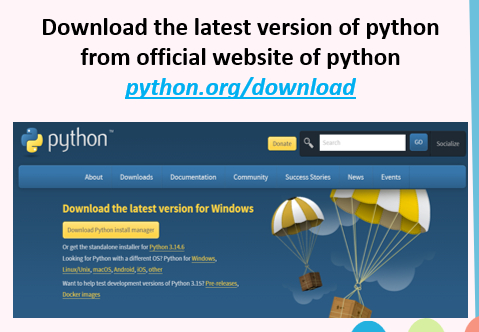 Download the latest version of python
from official website of python
python.org/download
python™
Donate
Search
GO
Socialize
About Downloads Documentation Community Success Stories News Events
Download the latest version for Windows
Download Python install manager
Or get the standalone installer for Python 3.14.6
Looking for Python with a different OS? Python for Windows,
Linux/Unix, macOS, Android, iOS, other
Want to help test development versions of Python 3.15? Pre-releases,
Docker images